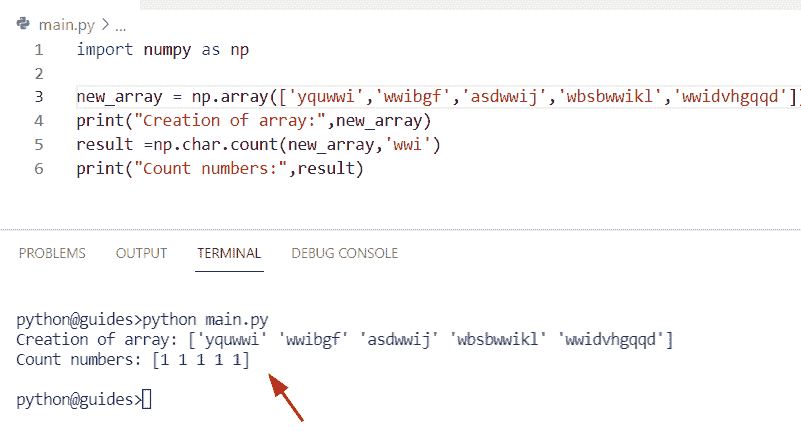 main.py > ...
1 import numpy as np
2
3 new_array = np.array(['yquwwi','wwibgf','asdwwij','wbsbwwikl','wwidvhgqqd'])
4 print("Creation of array:",new_array)
5 result =np.char.count(new_array,'wwi')
6 print("Count numbers:",result)
PROBLEMS OUTPUT TERMINAL DEBUG CONSOLE
python@guides>python main.py
Creation of array: ['yquwwi' 'wwibgf' 'asdwwij' 'wbsbwwikl' 'wwidvhgqqd']
Count numbers: [1 1 1 1 1]
python@guides>